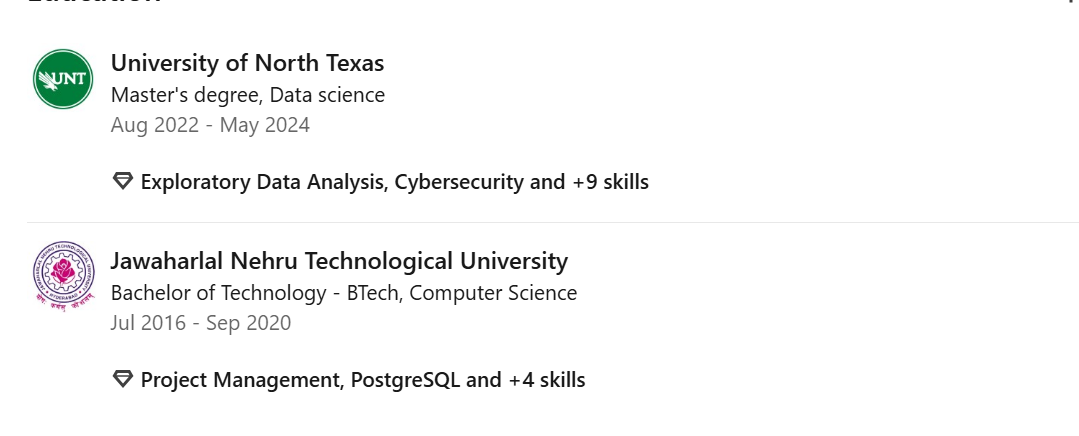 Education
UNT
University of North Texas
Master's degree, Data science
Aug 2022 - May 2024
Exploratory Data Analysis, Cybersecurity and +9 skills
Jawaharlal Nehru Technological University
Bachelor of Technology - BTech, Computer Science
Jul 2016 - Sep 2020
Project Management, PostgreSQL and +4 skills